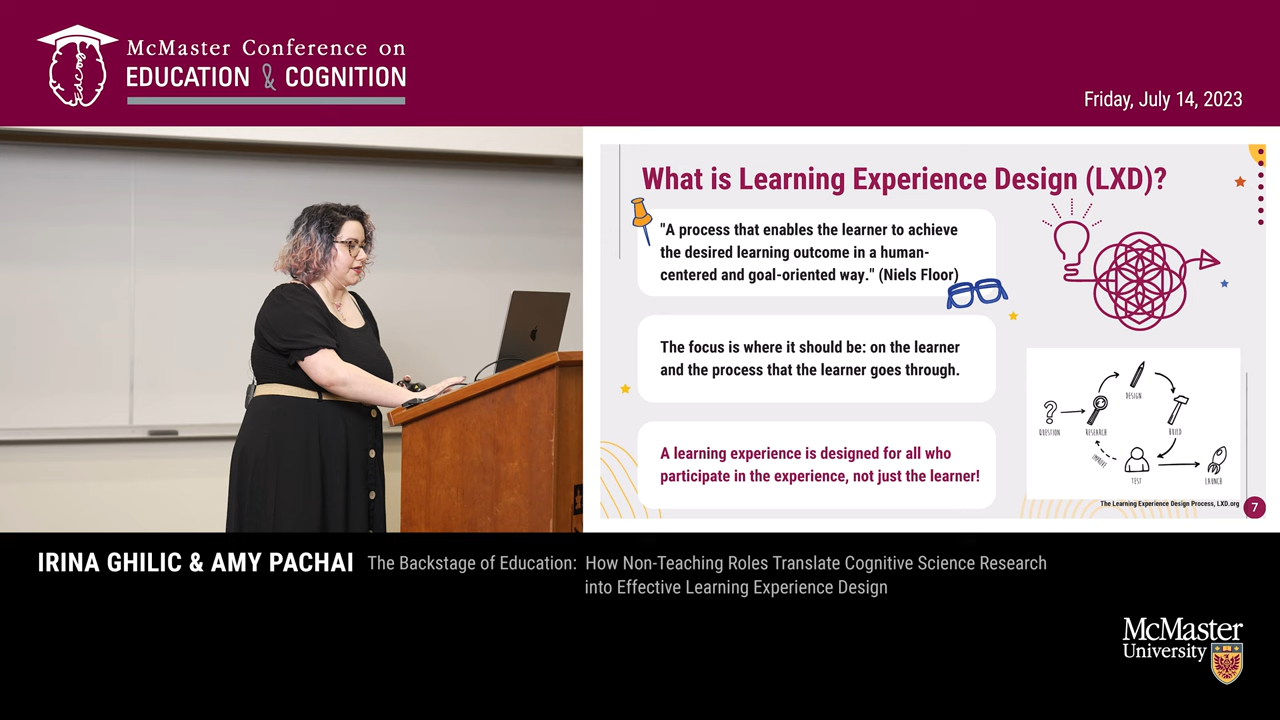 McMaster Conference on
EDUCATION & COGNITION
Friday, July 14, 2023
What is Learning Experience Design (LXD)?
"A process that enables the learner to achieve
the desired learning outcome in a human-
centered and goal-oriented way." (Niels Floor)
The focus is where it should be: on the learner
and the process that the learner goes through.
A learning experience is designed for all who
participate in the experience, not just the learner!
DESIGN
QUESTION
RESEARCH
BUILD
IMPROVE
TEST
LAUNCH
The Learning Experience Design Process, LXD.org
7
IRINA GHILIC & AMY PACHAI
The Backstage of Education: How Non-Teaching Roles Translate Cognitive Science Research
into Effective Learning Experience Design
McMaster
University